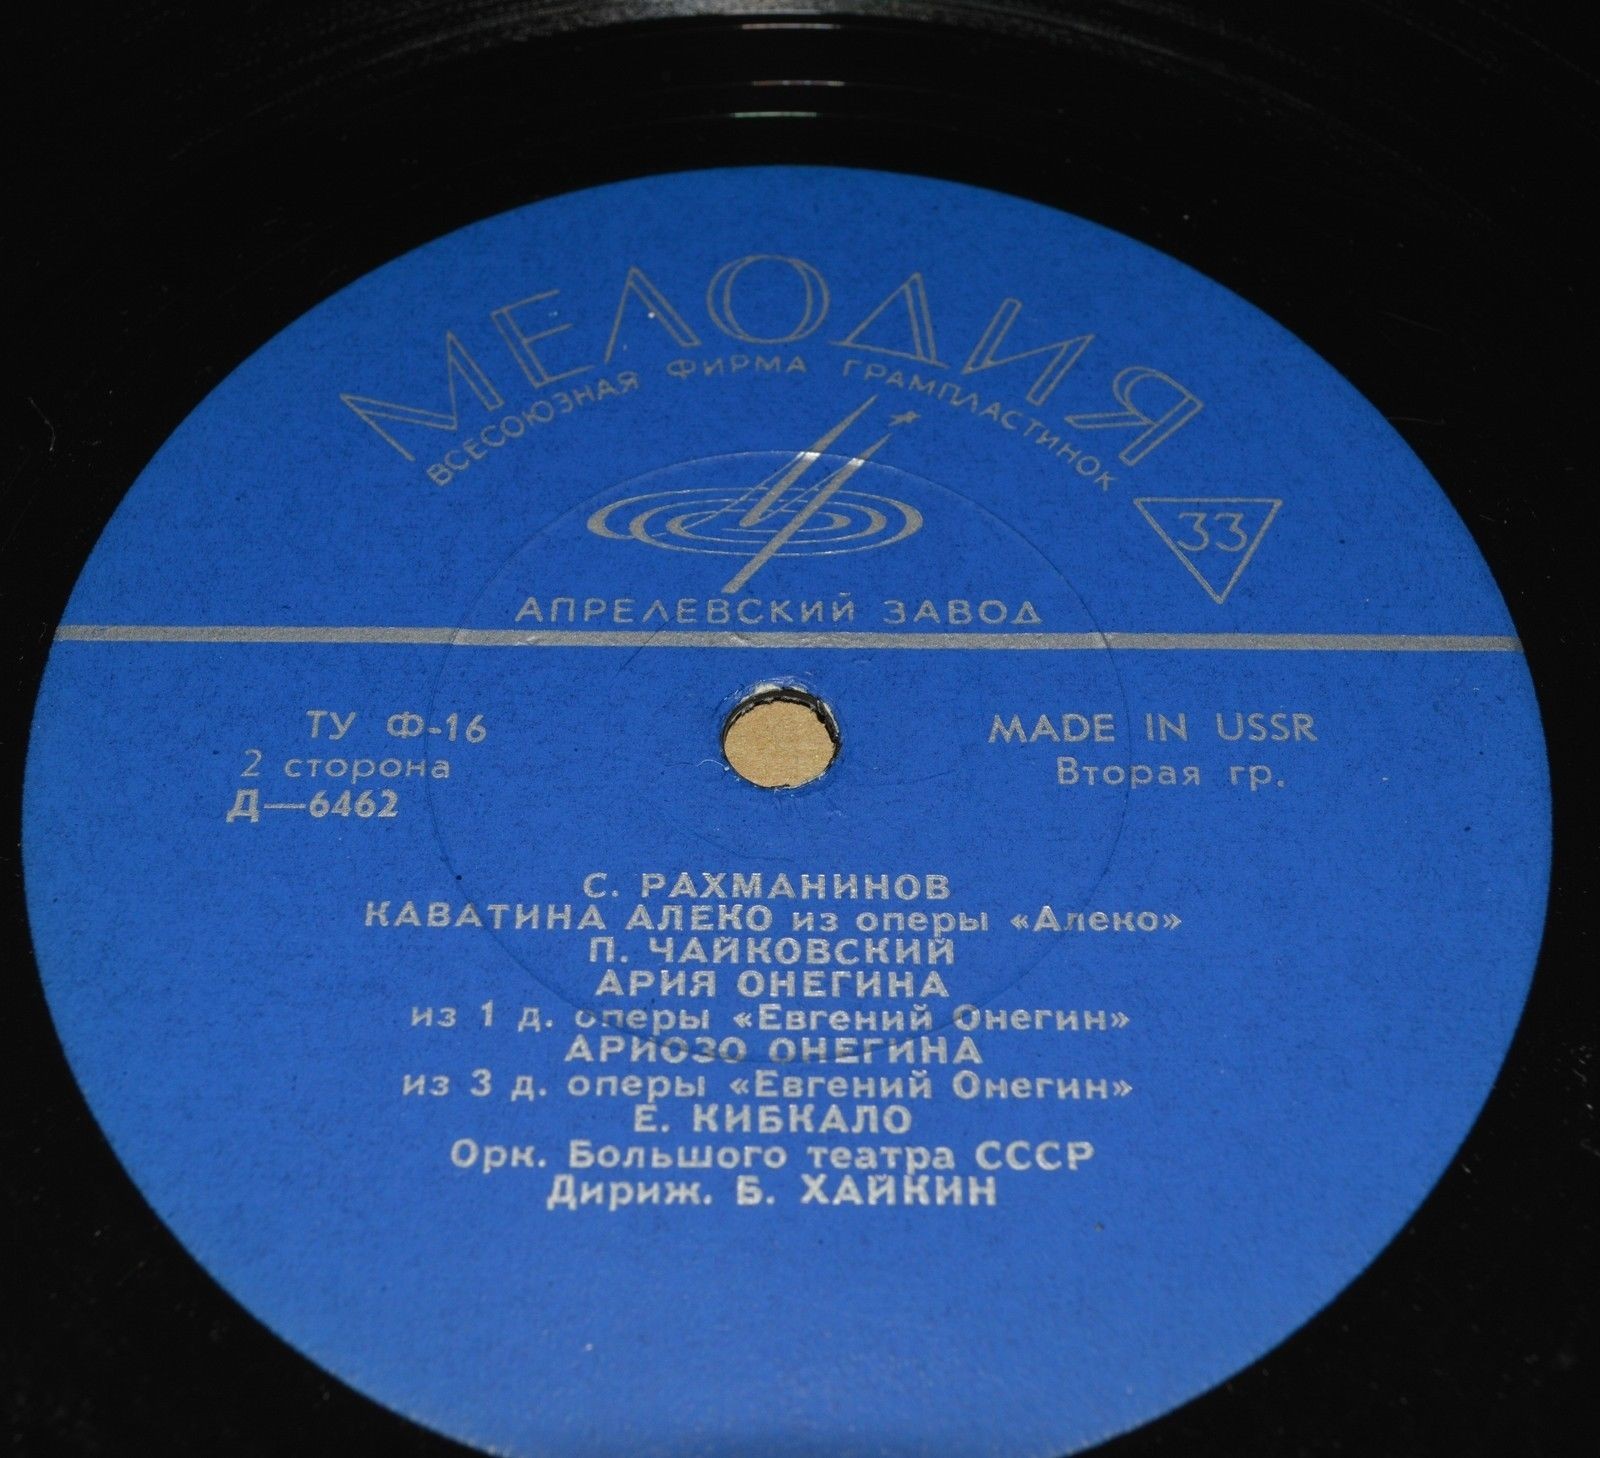 МЕЛОДИЯ
ВСЕСОЮЗНАЯ ФИРМА ГРАМПЛАСТИНОК
33
АПРЕЛЕВСКИЙ ЗАВОД
ТУ Ф-16
2 сторона
Д—6462
MADE IN USSR
Вторая гр.
С. РАХМАНИНОВ
КАВАТИНА АЛЕКО из оперы «Алеко»
П. ЧАЙКОВСКИЙ
АРИЯ ОНЕГИНА
из 1 д. оперы «Евгений Онегин»
АРИОЗО ОНЕГИНА
из 3 д. оперы «Евгений Онегин»
Е. КИБКАЛО
Орк. Большого театра СССР
Дириж. Б. ХАЙКИН